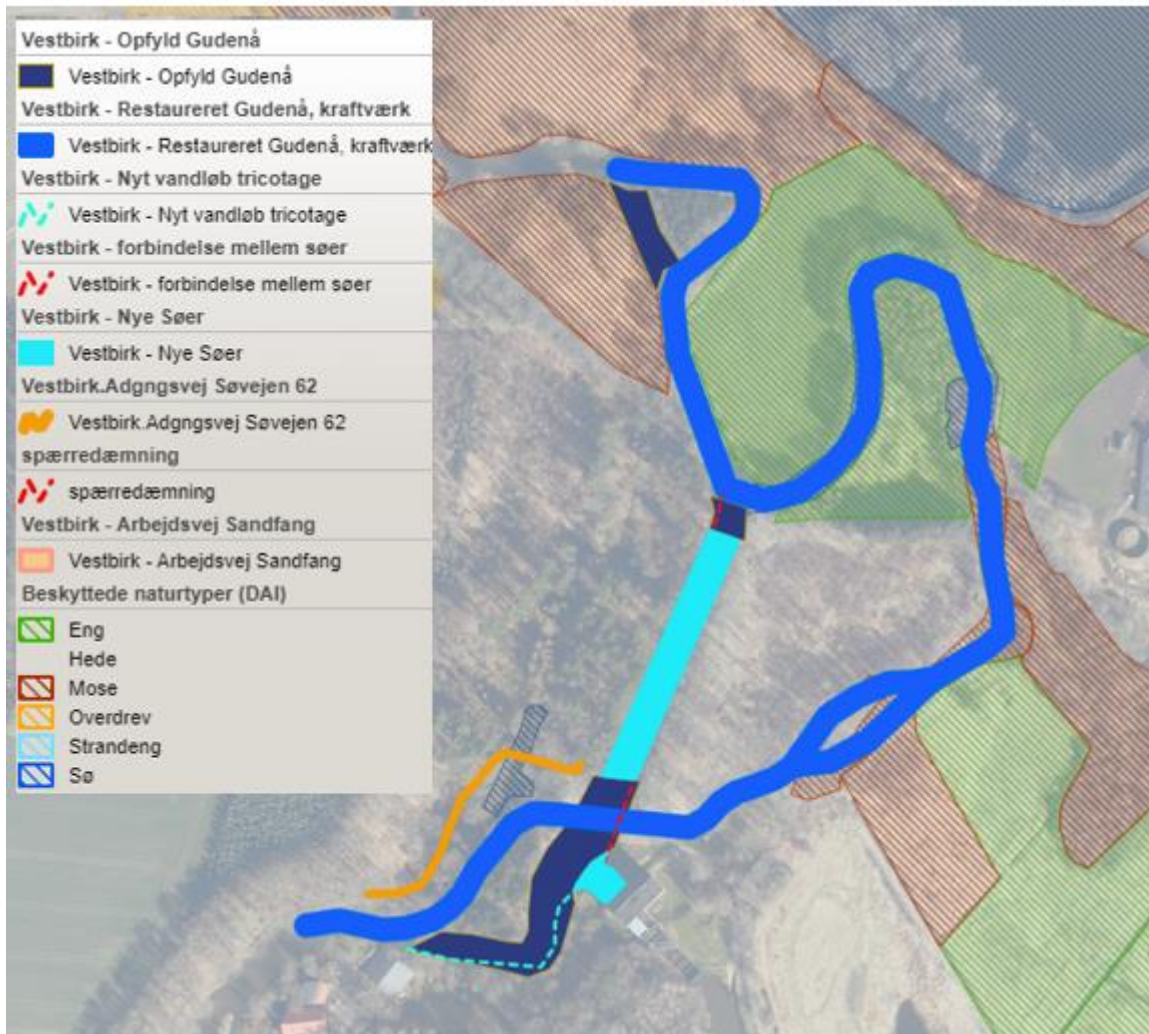 Vestbirk - Opfyld Gudenå
Vestbirk - Opfyld Gudenå
Vestbirk - Restaureret Gudenå, kraftværk
Vestbirk - Restaureret Gudenå, kraftværk
Vestbirk - Nyt vandløb tricotage
Vestbirk - Nyt vandløb tricotage
Vestbirk - forbindelse mellem søer
Vestbirk - forbindelse mellem søer
Vestbirk - Nye Søer
Vestbirk - Nye Søer
Vestbirk.Adgngsvej Søvejen 62
Vestbirk.Adgngsvej Søvejen 62
spærredæmning
spærredæmning
Vestbirk - Arbejdsvej Sandfang
Vestbirk - Arbejdsvej Sandfang
Beskyttede naturtyper (DAI)
Eng
Hede
Mose
Overdrev
Strandeng
Sø